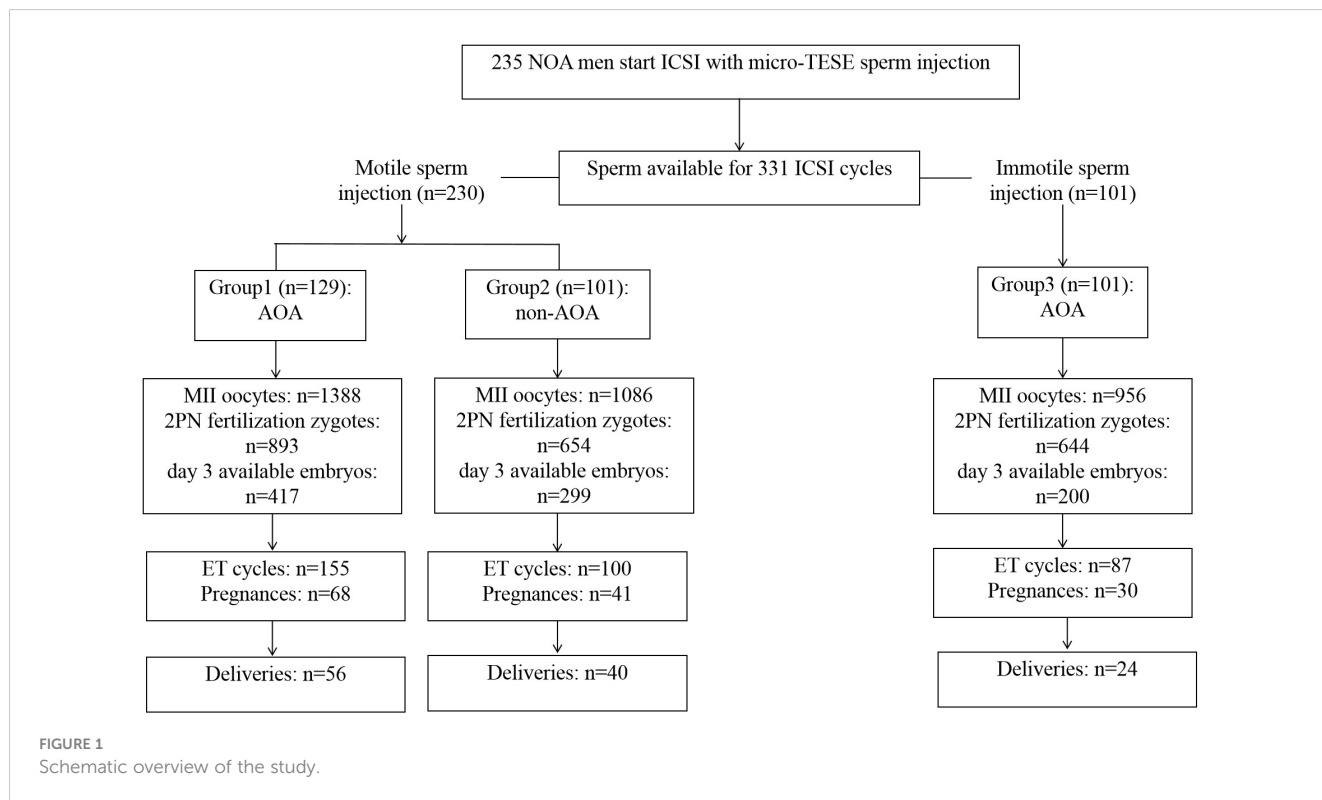 235 NOA men start ICSI with micro-TESE sperm injection
Sperm available for 331 ICSI cycles
Motile sperm
injection (n=230)
Immotile sperm
injection (n=101)
Group1 (n=129):
AOA
Group2 (n=101):
non-AOA
Group3 (n=101):
AOA
MII oocytes: n=1388
2PN fertilization zygotes:
n=893
day 3 available embryos:
n=417
MII oocytes: n=1086
2PN fertilization zygotes:
n=654
day 3 available embryos:
n=299
MII oocytes: n=956
2PN fertilization zygotes:
n=644
day 3 available embryos:
n=200
ET cycles: n=155
Pregnances: n=68
ET cycles: n=100
Pregnances: n=41
ET cycles: n=87
Pregnances: n=30
Deliveries: n=56
Deliveries: n=40
Deliveries: n=24
FIGURE 1
Schematic overview of the study.